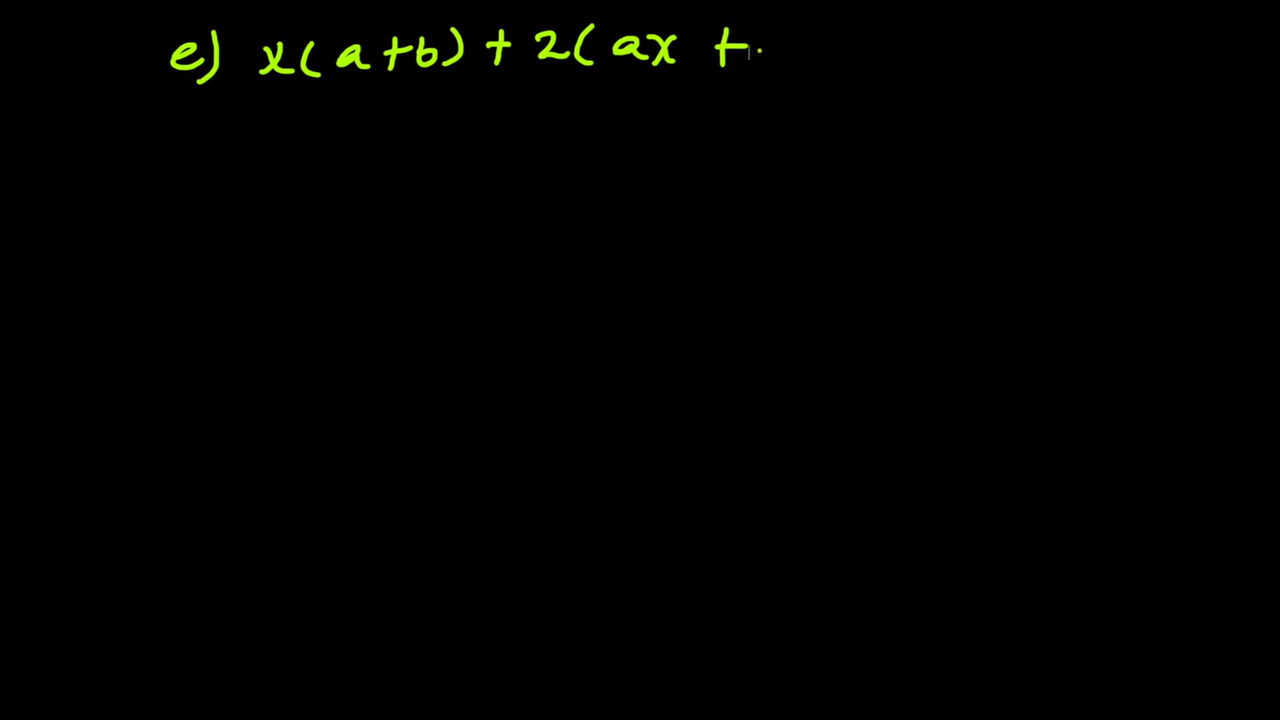 e) x(a+b) + 2(ax +